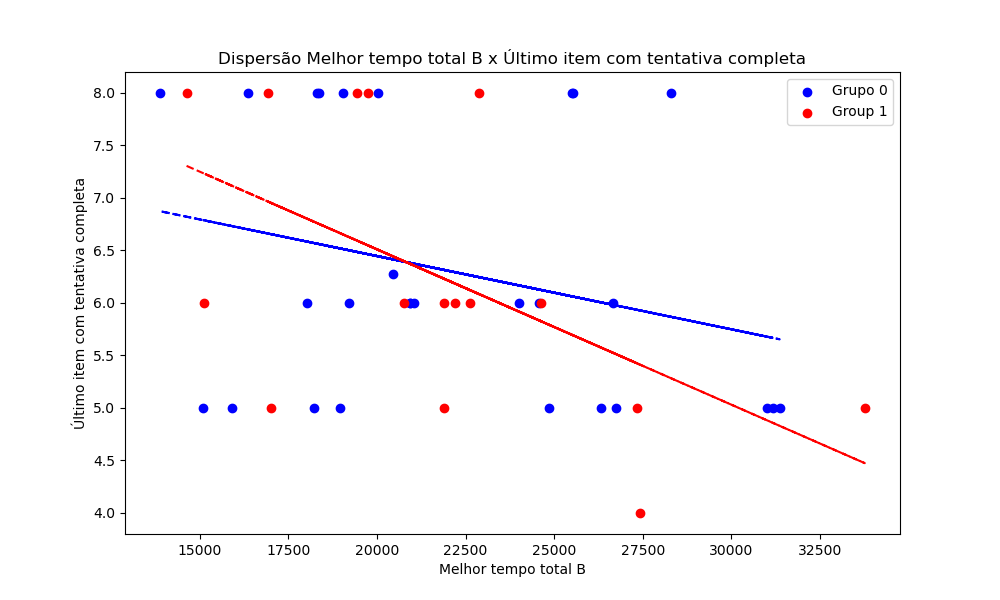 Dispersão Melhor tempo total B x Último item com tentativa completa
Grupo 0
Group 1
Último item com tentativa completa
8.0
7.5
7.0
6.5
6.0
5.5
5.0
4.5
4.0
15000 17500 20000 22500 25000 27500 30000 32500
Melhor tempo total B